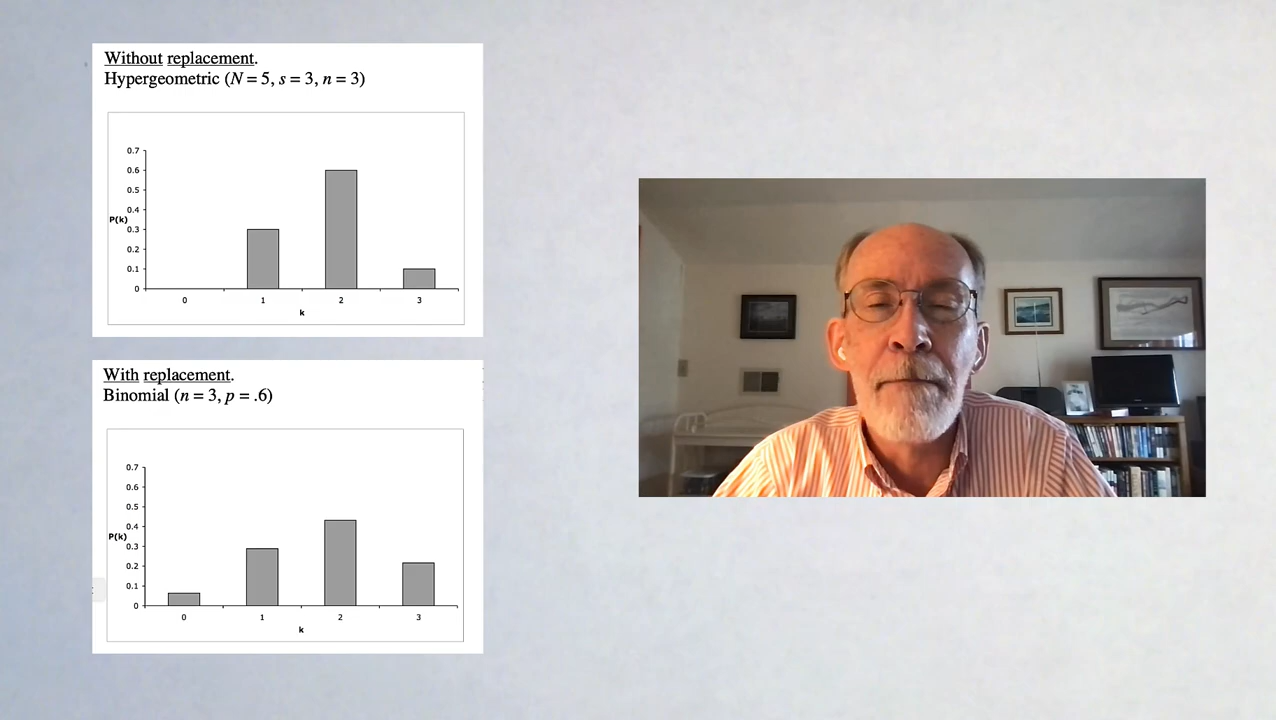 Without replacement.
Hypergeometric (N = 5, s = 3, n = 3)
0.7
0.6
0.5
0.4
P(k)
0.3
0.2
0.1
0
0 1 2 3
k
With replacement.
Binomial (n = 3, p = .6)
0.7
0.6
0.5
0.4
P(k)
0.3
0.2
0.1
0
0 1 2 3
k